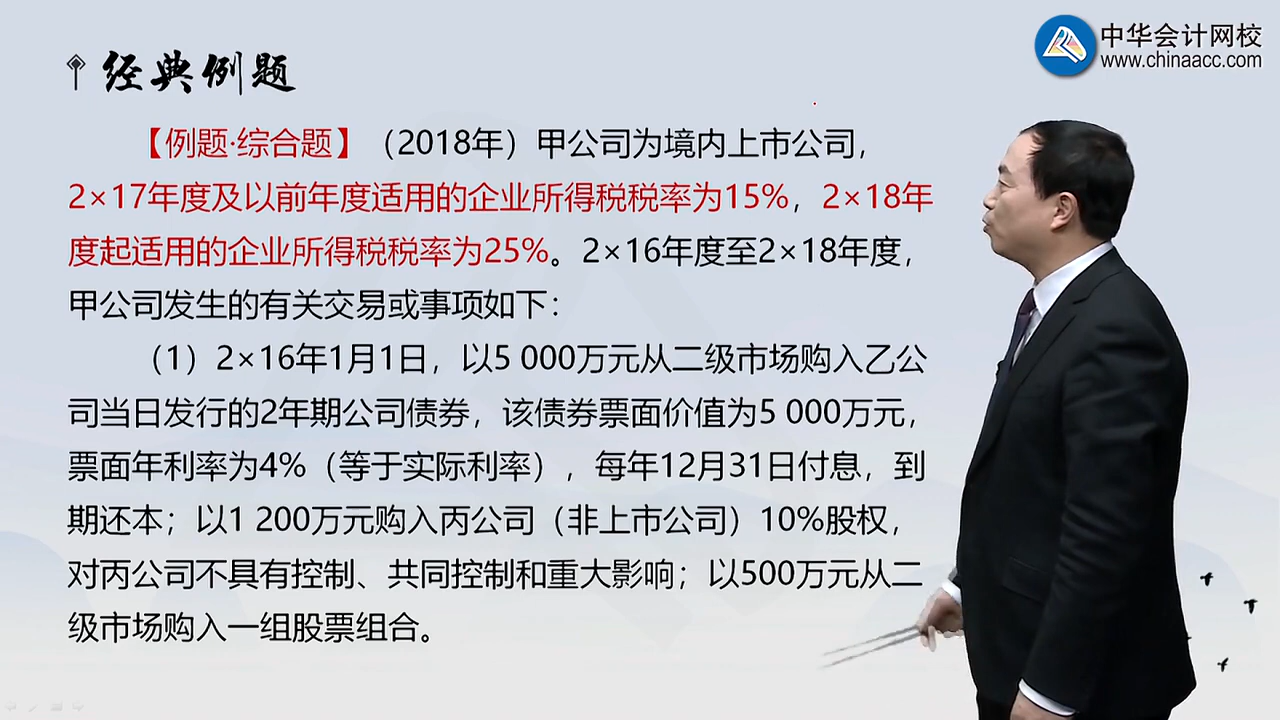 中华会计网校
www.chinaacc.com
经典例题
【例题·综合题】（2018年）甲公司为境内上市公司，
2×17年度及以前年度适用的企业所得税税率为15%，2×18年
度起适用的企业所得税税率为25%。2×16年度至2×18年度，
甲公司发生的有关交易或事项如下：
（1）2×16年1月1日，以5 000万元从二级市场购入乙公
司当日发行的2年期公司债券，该债券票面价值为5 000万元，
票面年利率为4%（等于实际利率），每年12月31日付息，到
期还本；以1 200万元购入丙公司（非上市公司）10%股权，
对丙公司不具有控制、共同控制和重大影响；以500万元从二
级市场购入一组股票组合。